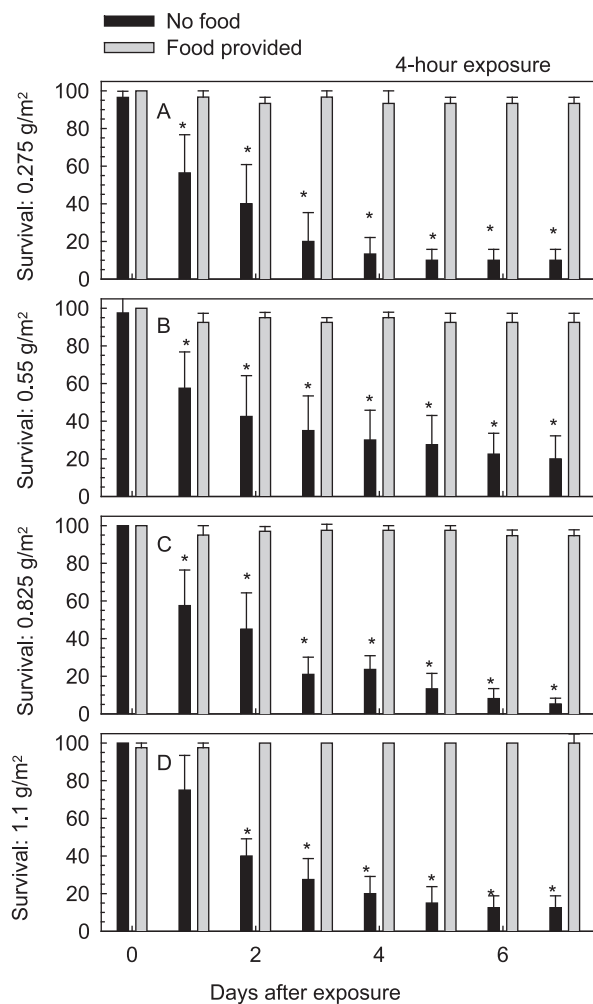 No food
Food provided
4-hour exposure
Survival: 0.275 g/m²
100
80
60
40
20
0
A
* * * * * * *
Survival: 0.55 g/m²
100
80
60
40
20
0
B
* * * * * * *
Survival: 0.825 g/m²
100
80
60
40
20
0
C
* * * * * * *
Survival: 1.1 g/m²
100
80
60
40
20
0
D
* * * * * *
0 2 4 6
Days after exposure